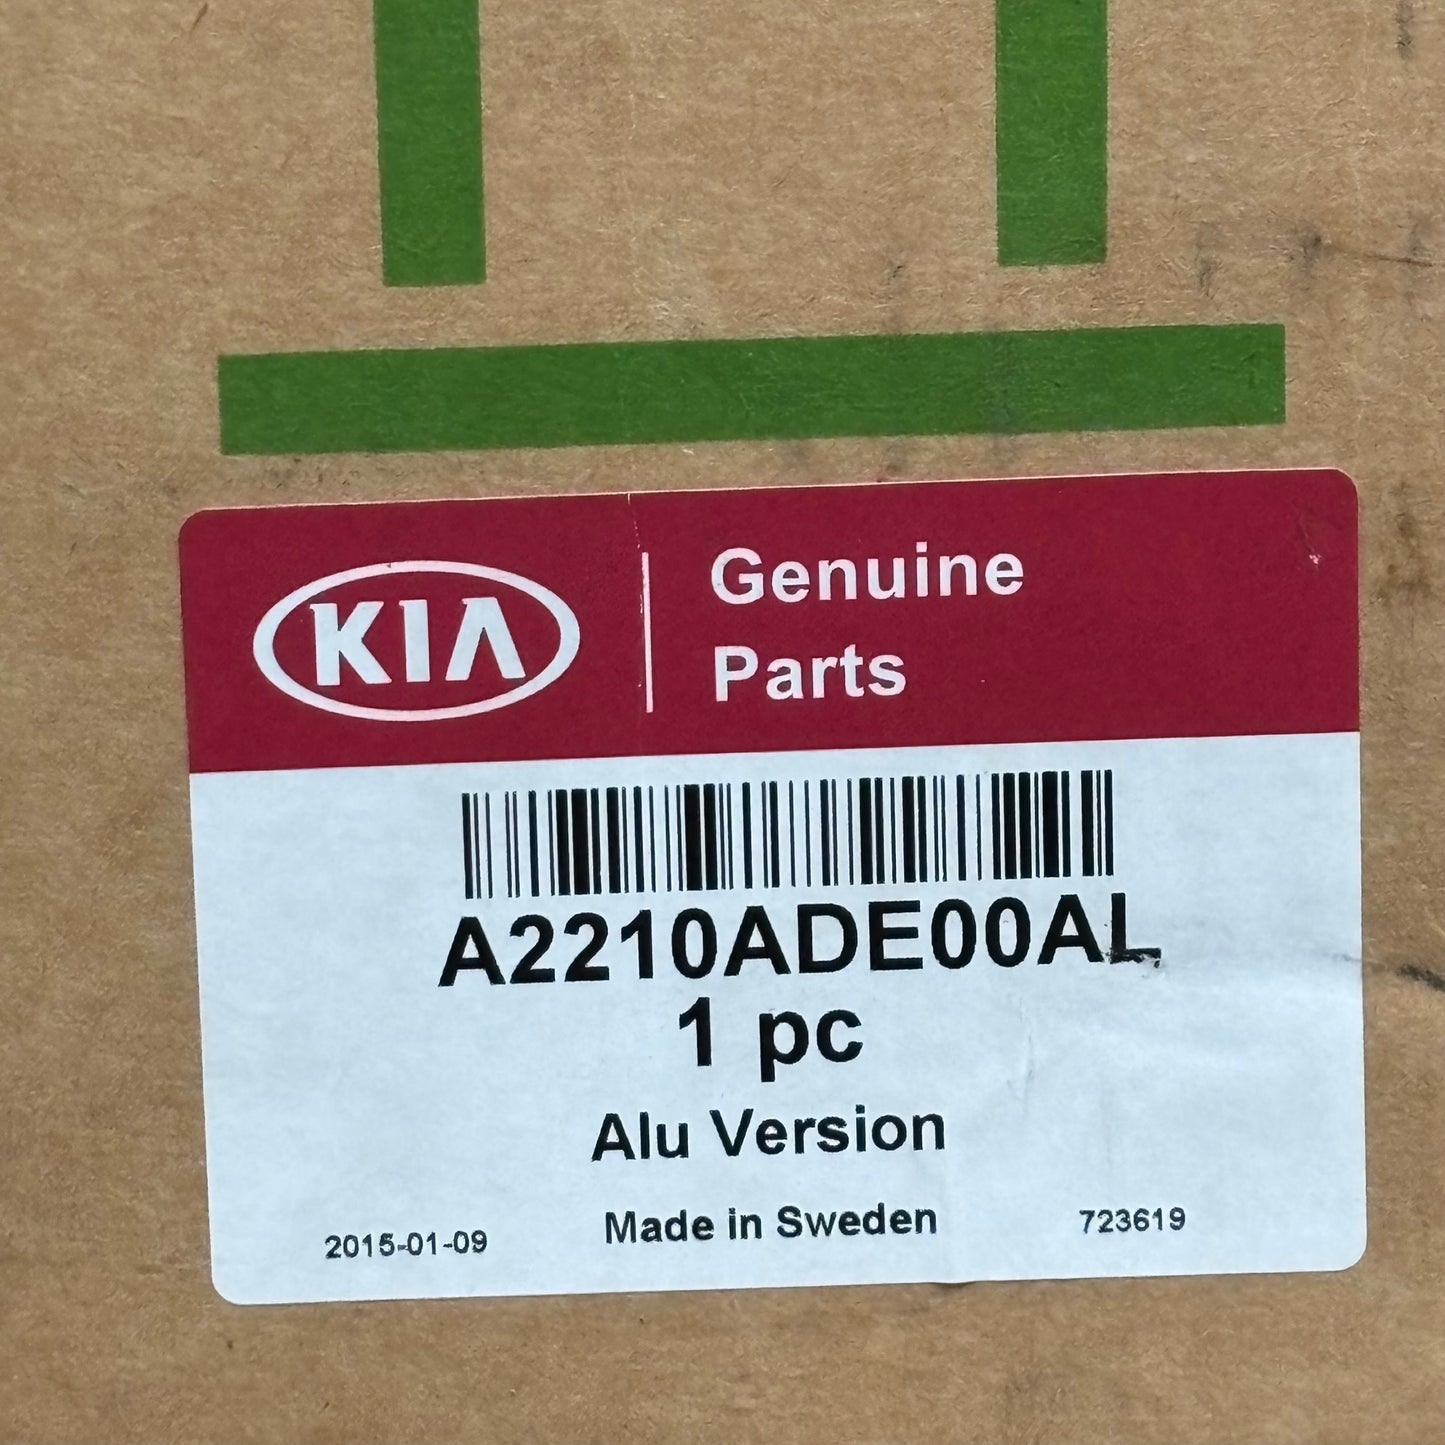 KIA
Genuine
Parts
A2210ADE00AL
1 pc
Alu Version
2015-01-09 Made in Sweden 723619